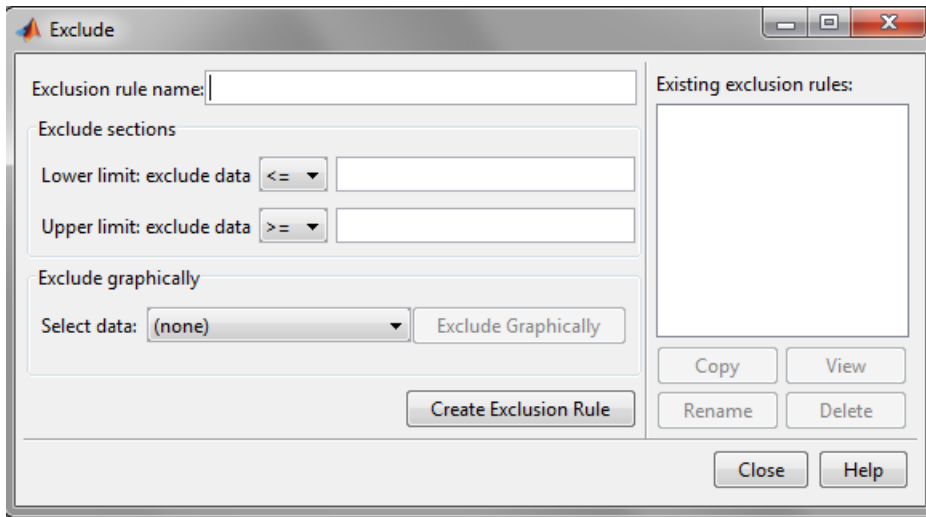 Exclude
Exclusion rule name:
Exclude sections
Lower limit: exclude data <=
Upper limit: exclude data >=
Exclude graphically
Select data: (none) Exclude Graphically
Create Exclusion Rule
Existing exclusion rules:
Copy View
Rename Delete
Close Help